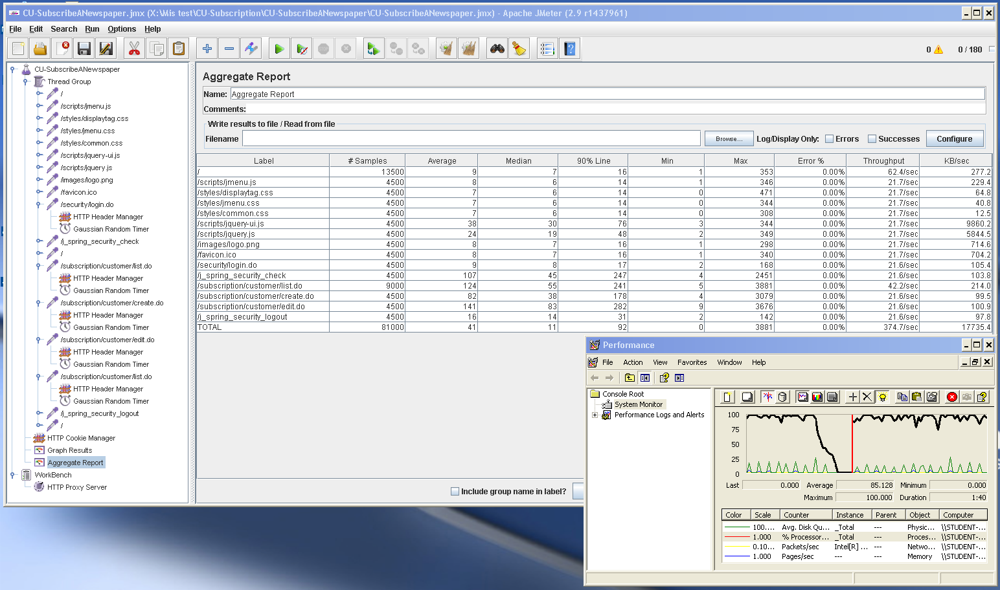 CU-SubscribeANewspaper.jmx (X:\Mis test\CU-Subscription\CU-SubscribeANewspaper\CU-SubscribeANewspaper.jmx) - Apache JMeter (2.9 r1437961)
File Edit Search Run Options Help
0 0 / 180
CU-SubscribeANewspaper
Thread Group
/
/scripts/jmenu.js
/styles/displaytag.css
/styles/jmenu.css
/styles/common.css
/scripts/jquery-ui.js
/scripts/jquery.js
/images/logo.png
/favicon.ico
/security/login.do
HTTP Header Manager
Gaussian Random Timer
/j_spring_security_check
/
/subscription/customer/list.do
HTTP Header Manager
Gaussian Random Timer
/subscription/customer/create.do
HTTP Header Manager
Gaussian Random Timer
/subscription/customer/edit.do
HTTP Header Manager
Gaussian Random Timer
/subscription/customer/list.do
HTTP Header Manager
Gaussian Random Timer
/j_spring_security_logout
/
HTTP Cookie Manager
Graph Results
Aggregate Report
WorkBench
HTTP Proxy Server
Aggregate Report
Name: Aggregate Report
Comments:
Write results to file / Read from file
Filename Browse... Log/Display Only: Errors Successes Configure
Label # Samples Average Median 90% Line Min Max Error % Throughput KB/sec
/ 13500 9 7 16 1 353 0.00% 62.4/sec 277.2
/scripts/jmenu.js 4500 8 6 14 1 346 0.00% 21.7/sec 229.4
/styles/displaytag.css 4500 7 6 14 0 471 0.00% 21.7/sec 64.8
/styles/jmenu.css 4500 7 6 14 0 344 0.00% 21.7/sec 40.8
/styles/common.css 4500 7 6 14 0 308 0.00% 21.7/sec 12.5
/scripts/jquery-ui.js 4500 38 30 76 3 344 0.00% 21.7/sec 9860.2
/scripts/jquery.js 4500 24 19 48 2 349 0.00% 21.7/sec 5844.5
/images/logo.png 4500 8 7 16 1 298 0.00% 21.7/sec 714.6
/favicon.ico 4500 8 7 16 1 340 0.00% 21.7/sec 704.2
/security/login.do 4500 9 8 17 2 168 0.00% 21.6/sec 105.4
/j_spring_security_check 4500 107 45 247 4 2451 0.00% 21.6/sec 103.8
/subscription/customer/list.do 9000 124 55 241 5 3881 0.00% 42.2/sec 214.0
/subscription/customer/create.do 4500 82 38 178 4 3079 0.00% 21.6/sec 99.5
/subscription/customer/edit.do 4500 141 83 282 9 3676 0.00% 21.6/sec 100.9
/j_spring_security_logout 4500 16 14 31 2 142 0.00% 21.6/sec 97.8
TOTAL 81000 41 11 92 0 3881 0.00% 374.7/sec 17735.4
Include group name in label?
Performance
File Action View Favorites Window Help
Console Root
System Monitor
Performance Logs and Alerts
100
75
50
25
0
Last 0.000 Average 85.128 Minimum 0.000
Maximum 100.000 Duration 1:40
Color Scale Counter Instance Parent Object Computer
100.... Avg. Disk Qu... _Total --- Physic... \\STUDENT-...
1.000 % Processor... _Total --- Proces... \\STUDENT-...
0.10... Packets/sec Intel[R] ... --- Netwo... \\STUDENT-...
1.000 Pages/sec --- --- Memory \\STUDENT-...